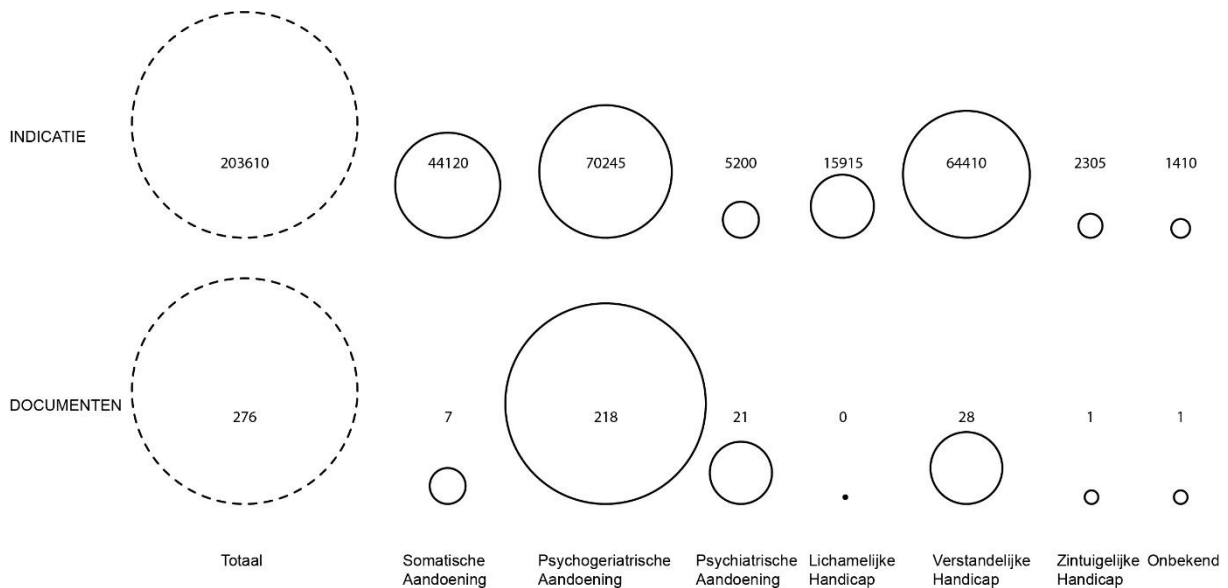 INDICATIE
203610 44120 70245 5200 15915 64410 2305 1410
DOCUMENTEN
276 7 218 21 0 28 1 1
Totaal
Somatische
Aandoening
Psychogeriatrische
Aandoening
Psychiatrische
Aandoening
Lichamelijke
Handicap
Verstandelijke
Handicap
Zintuigelijke
Handicap
Onbekend